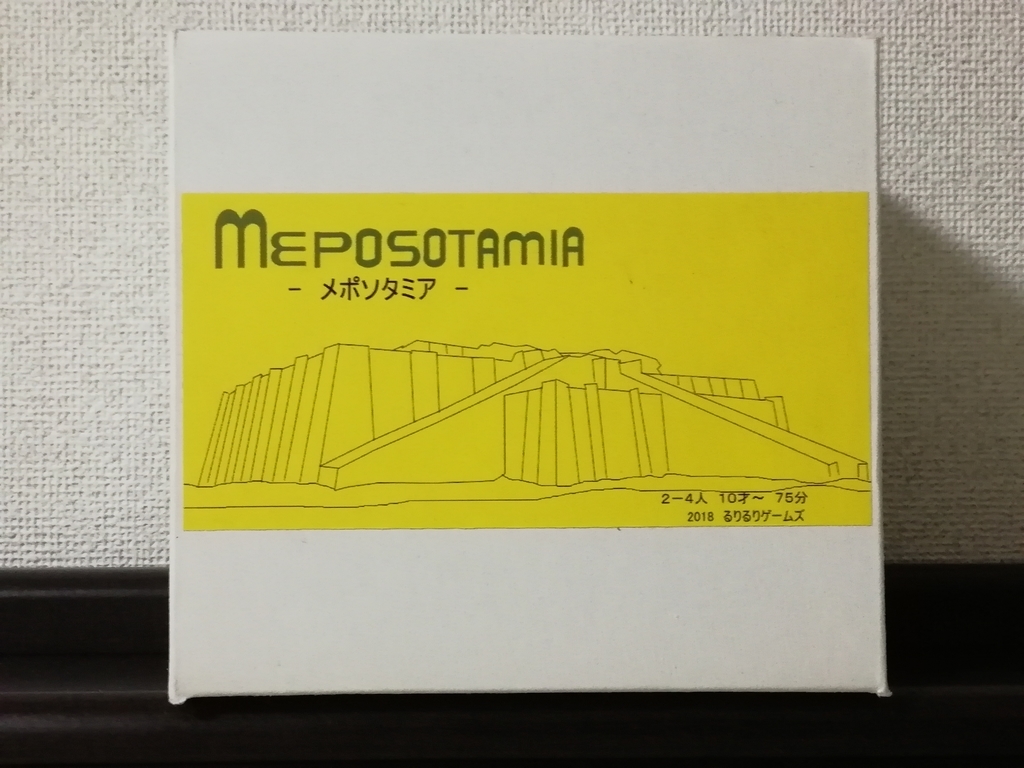 MEPOSOTAMIA
- メポソタミア -
2-4人 10才～ 75分
2018 るりるりゲームズ